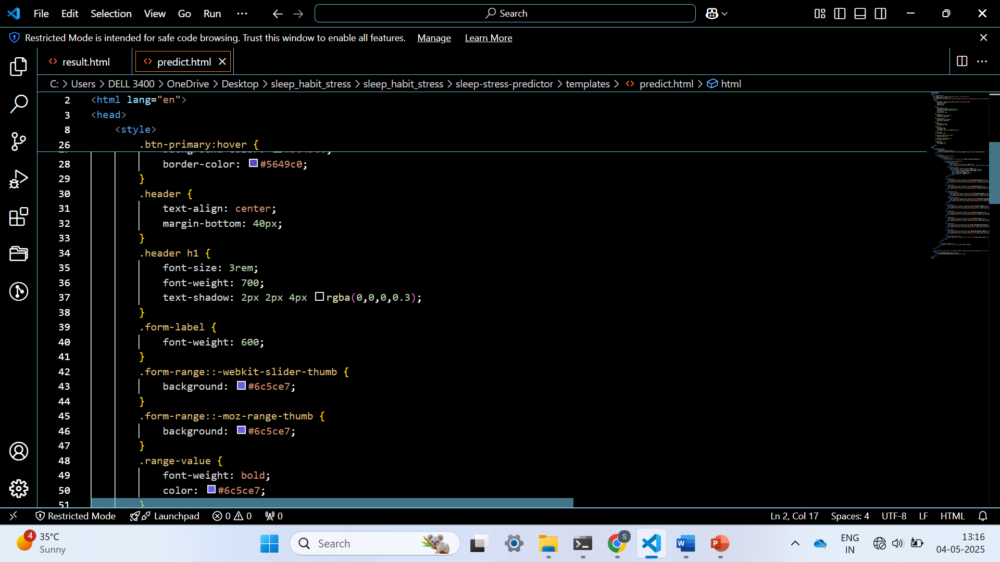 File Edit Selection View Go Run ··· Search
Restricted Mode is intended for safe code browsing. Trust this window to enable all features. Manage Learn More
result.html predict.html
C: > Users > DELL 3400 > OneDrive > Desktop > sleep_habit_stress > sleep_habit_stress > sleep-stress-predictor > templates > predict.html > html
2 <html lang="en">
3 <head>
8 <style>
26 .btn-primary:hover {
28 border-color: #5649c0;
29 }
30 .header {
31 text-align: center;
32 margin-bottom: 40px;
33 }
34 .header h1 {
35 font-size: 3rem;
36 font-weight: 700;
37 text-shadow: 2px 2px 4px rgba(0,0,0,0.3);
38 }
39 .form-label {
40 font-weight: 600;
41 }
42 .form-range::-webkit-slider-thumb {
43 background: #6c5ce7;
44 }
45 .form-range::-moz-range-thumb {
46 background: #6c5ce7;
47 }
48 .range-value {
49 font-weight: bold;
50 color: #6c5ce7;
51 }
Restricted Mode Launchpad 0 0 0 Ln 2, Col 17 Spaces: 4 UTF-8 LF HTML
4 35°C
Sunny
Search
S
ENG
IN
13:16
04-05-2025